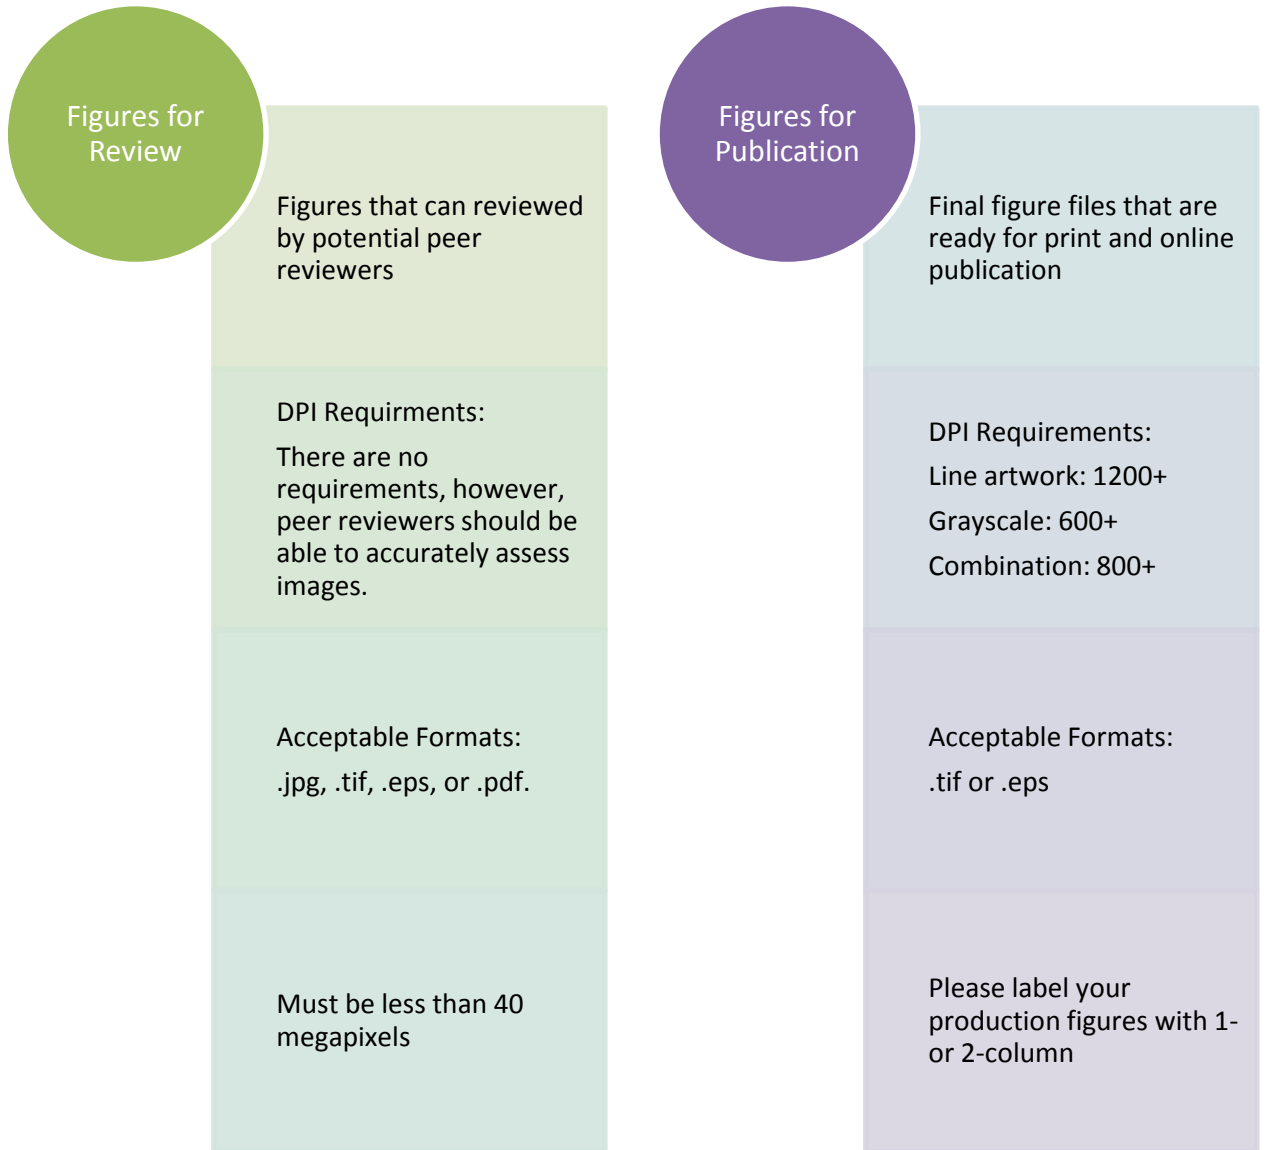 Figures for
Review
Figures that can reviewed
by potential peer
reviewers
DPI Requirments:
There are no
requirements, however,
peer reviewers should be
able to accurately assess
images.
Acceptable Formats:
.jpg, .tif, .eps, or .pdf.
Must be less than 40
megapixels
Figures for
Publication
Final figure files that are
ready for print and online
publication
DPI Requirements:
Line artwork: 1200+
Grayscale: 600+
Combination: 800+
Acceptable Formats:
.tif or .eps
Please label your
production figures with 1-
or 2-column